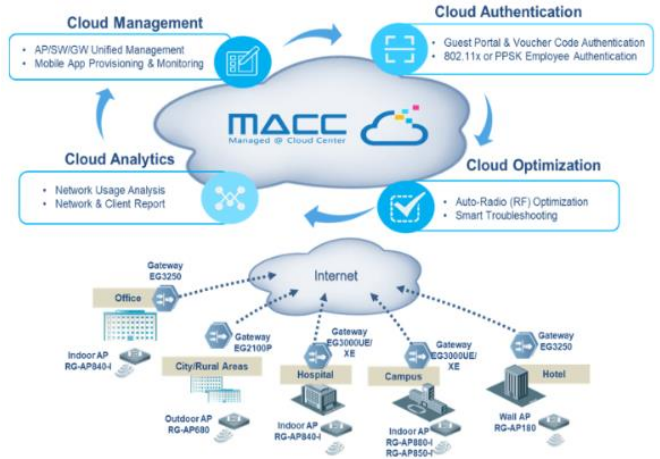 Cloud Management
AP/SW/GW Unified Management
Mobile App Provisioning & Monitoring
Cloud Authentication
Guest Portal & Voucher Code Authentication
802.11x or PPSK Employee Authentication
MACC
Managed @ Cloud Center
Cloud Analytics
Network Usage Analysis
Network & Client Report
Cloud Optimization
Auto-Radio (RF) Optimization
Smart Troubleshooting
Internet
Gateway
EG3250
Office
Indoor AP
RG-AP840-I
Gateway
EG2100P
City/Rural Areas
Outdoor AP
RG-AP680
Gateway
EG3000UE/
XE
Hospital
Indoor AP
RG-AP840-I
Gateway
EG3000UE/
XE
Campus
Indoor AP
RG-AP880-I
RG-AP850-I
Gateway
EG3250
Hotel
Wall AP
RG-AP180